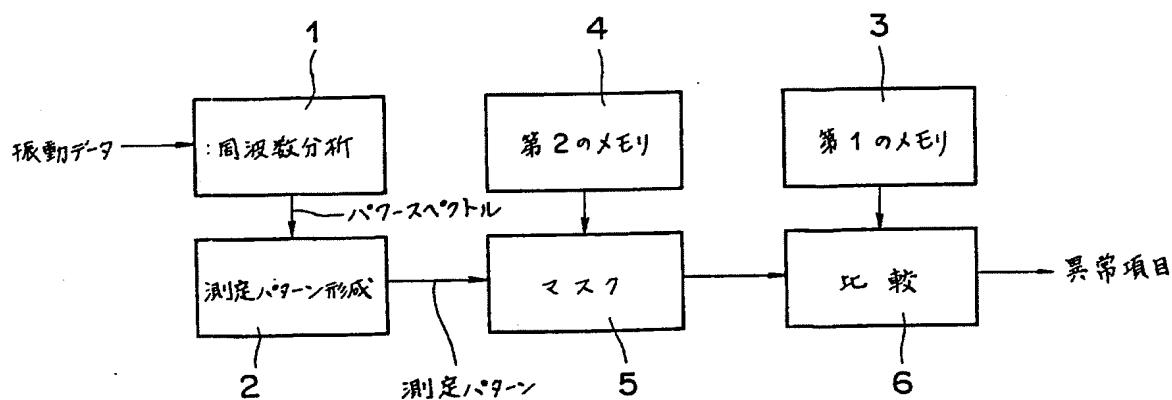 1
4
3
振動データ
周波数分析
第2のメモリ
第1のメモリ
パワースペクトル
測定パターン形成
マスク
比較
異常項目
2
測定パターン
5
6